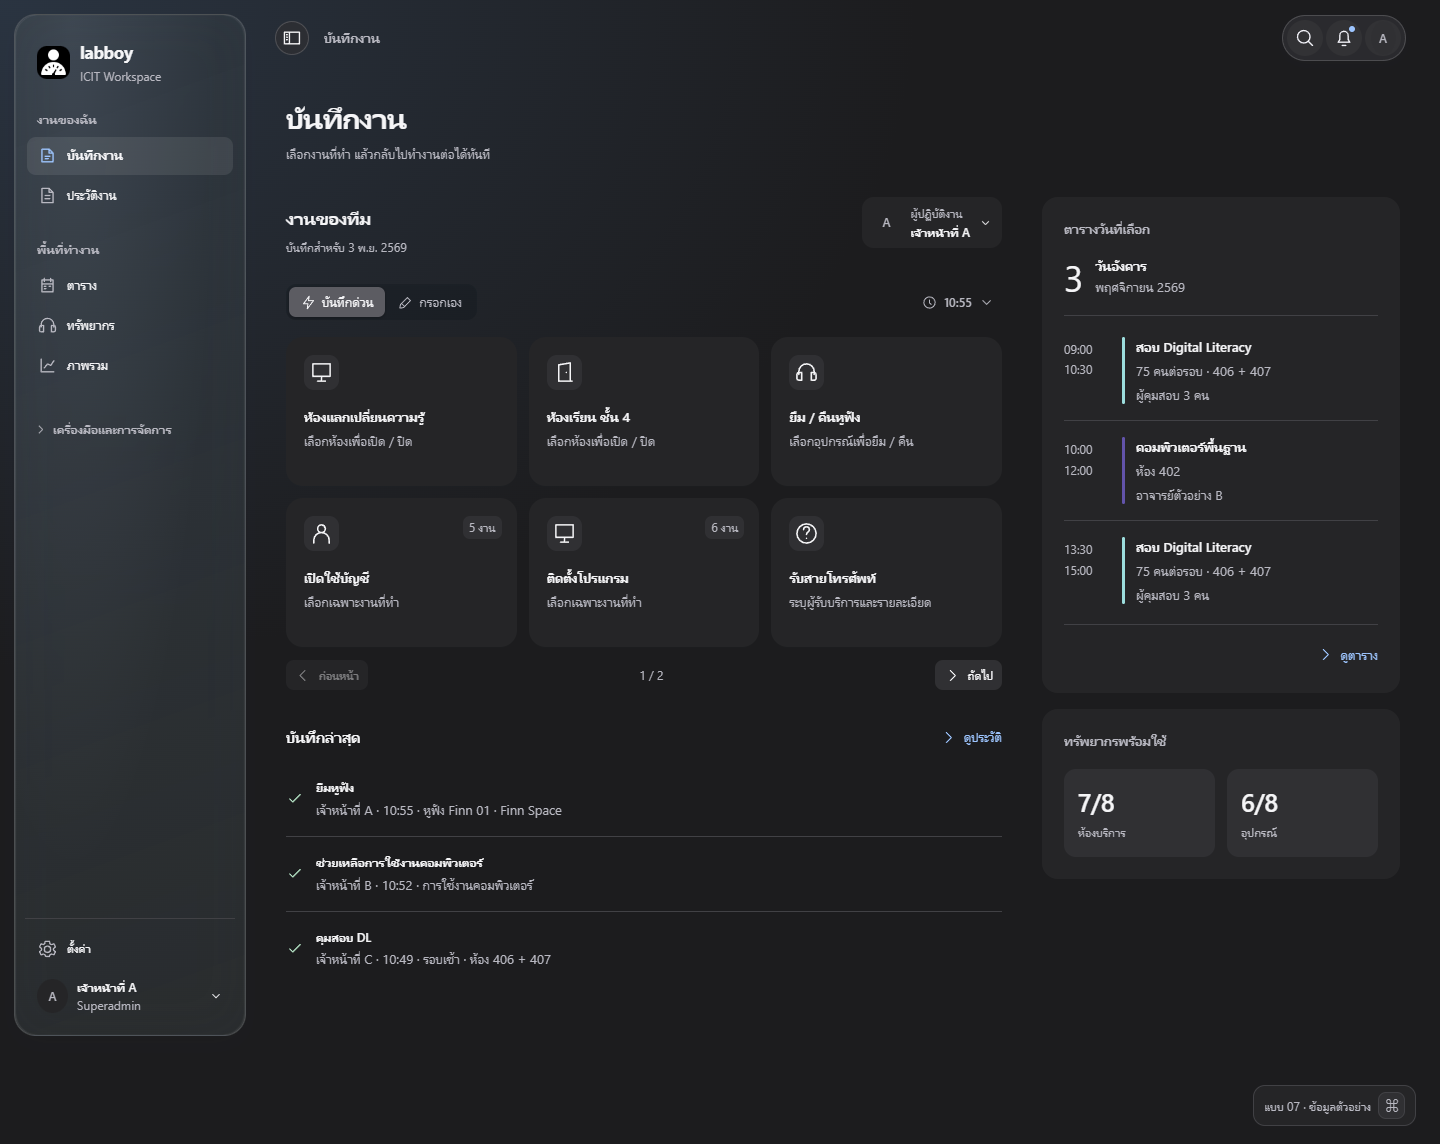 labboy
ICIT Workspace
งานของฉัน
บันทึกงาน
ประวัติงาน
พื้นที่ทำงาน
ตาราง
ทรัพยากร
ภาพรวม
เครื่องมือและการจัดการ
ตั้งค่า
A
เจ้าหน้าที่ A
Superadmin
บันทึกงาน
A
บันทึกงาน
เลือกงานที่ทำ แล้วกลับไปทำงานต่อได้ทันที
งานของทีม
บันทึกสำหรับ 3 พ.ย. 2569
A
ผู้ปฏิบัติงาน
เจ้าหน้าที่ A
บันทึกด่วน
กรอกเอง
10:55
ห้องแลกเปลี่ยนความรู้
เลือกห้องเพื่อเปิด / ปิด
ห้องเรียน ชั้น 4
เลือกห้องเพื่อเปิด / ปิด
ยืม / คืนหูฟัง
เลือกอุปกรณ์เพื่อยืม / คืน
5 งาน
เปิดใช้บัญชี
เลือกเฉพาะงานที่ทำ
6 งาน
ติดตั้งโปรแกรม
เลือกเฉพาะงานที่ทำ
รับสายโทรศัพท์
ระบุผู้รับบริการและรายละเอียด
ก่อนหน้า
1 / 2
ถัดไป
บันทึกล่าสุด
ดูประวัติ
ยืมหูฟัง
เจ้าหน้าที่ A · 10:55 · หูฟัง Finn 01 · Finn Space
ช่วยเหลือการใช้งานคอมพิวเตอร์
เจ้าหน้าที่ B · 10:52 · การใช้งานคอมพิวเตอร์
คุมสอบ DL
เจ้าหน้าที่ C · 10:49 · รอบเช้า · ห้อง 406 + 407
ตารางวันที่เลือก
3
วันอังคาร
พฤศจิกายน 2569
09:00
10:30
สอบ Digital Literacy
75 คนต่อรอบ · 406 + 407
ผู้คุมสอบ 3 คน
10:00
12:00
คอมพิวเตอร์พื้นฐาน
ห้อง 402
อาจารย์ตัวอย่าง B
13:30
15:00
สอบ Digital Literacy
75 คนต่อรอบ · 406 + 407
ผู้คุมสอบ 3 คน
ดูตาราง
ทรัพยากรพร้อมใช้
7/8
ห้องบริการ
6/8
อุปกรณ์
แบบ 07 · ข้อมูลตัวอย่าง